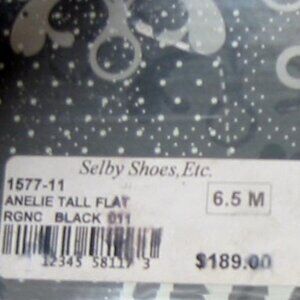 Selby Shoes, Etc.
1577-11
ANELIE TALL FLAT
RGNC BLACK 011
6.5 M
12345 58117 3
$189.00